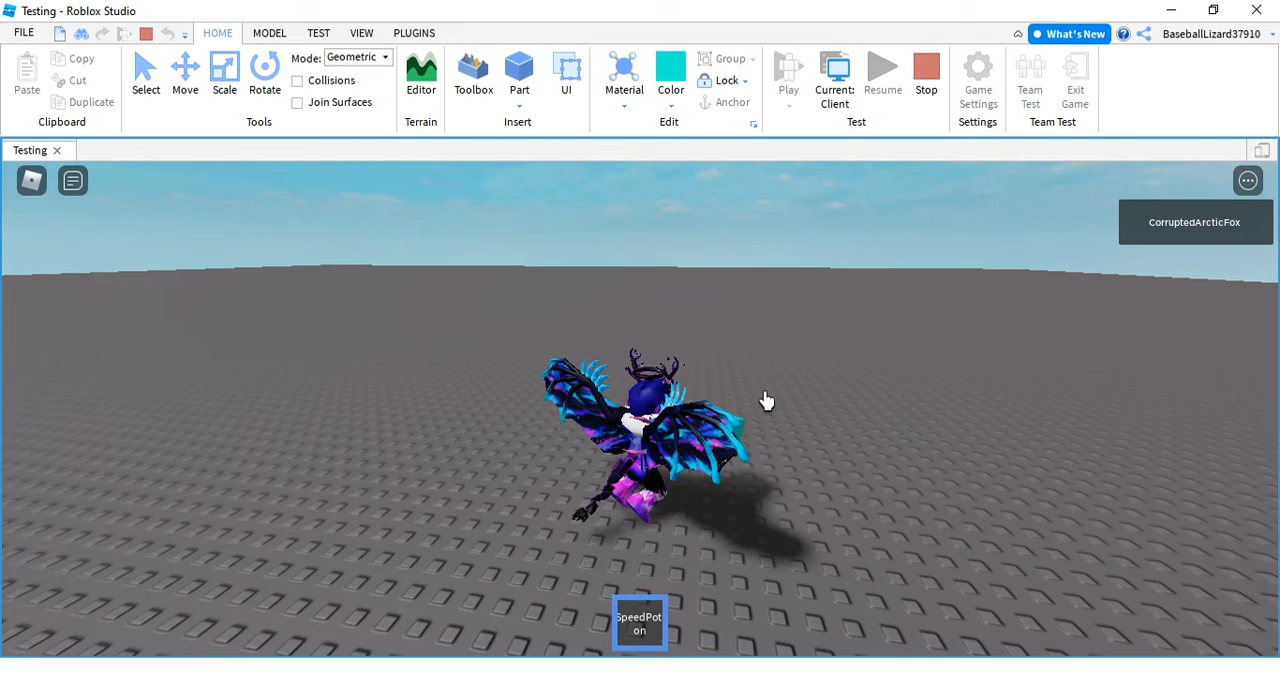 Testing - Roblox Studio
FILE
HOME
MODEL
TEST
VIEW
PLUGINS
What's New
BaseballLizard37910
Paste
Copy
Cut
Duplicate
Clipboard
Select
Move
Scale
Rotate
Mode: Geometric
Collisions
Join Surfaces
Tools
Editor
Terrain
Toolbox
Part
UI
Insert
Material
Color
Group
Lock
Anchor
Edit
Play
Current:
Client
Resume
Stop
Test
Game
Settings
Settings
Team
Test
Exit
Game
Team Test
Testing
CorruptedArcticFox
SpeedPot
on